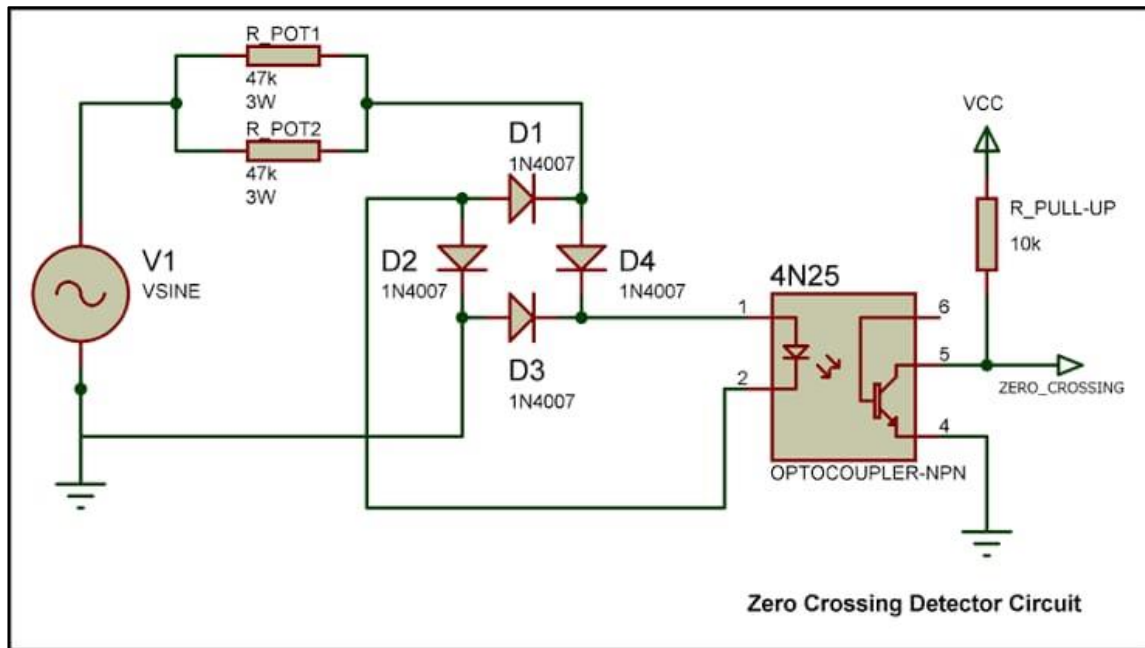 R_POT1
47k
3W
R_POT2
47k
3W
D1
1N4007
D2
1N4007
D4
1N4007
D3
1N4007
V1
VSINE
VCC
R_PULL-UP
10k
4N25
1
2
6
5
4
ZERO_CROSSING
OPTOCOUPLER-NPN
Zero Crossing Detector Circuit